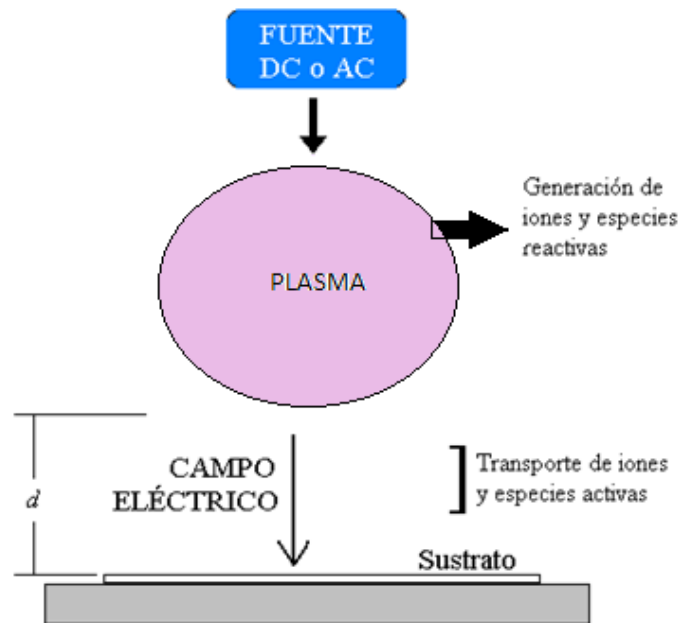 FUENTE
DC o AC
Generación de
iones y especies
reactivas
PLASMA
d
CAMPO
ELÉCTRICO
Transporte de iones
y especies activas
Sustrato